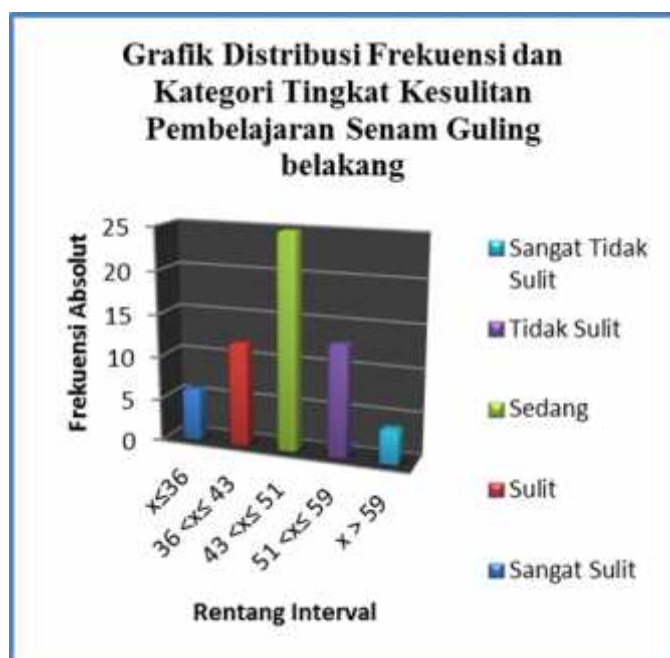 Grafik Distribusi Frekuensi dan
Kategori Tingkat Kesulitan
Pembelajaran Senam Guling
belakang
Frekuensi Absolut
25
20
15
10
5
0
x≤36
36 <x≤ 43
43 <x≤ 51
51 <x≤ 59
x > 59
Rentang Interval
Sangat Tidak
Sulit
Tidak Sulit
Sedang
Sulit
Sangat Sulit